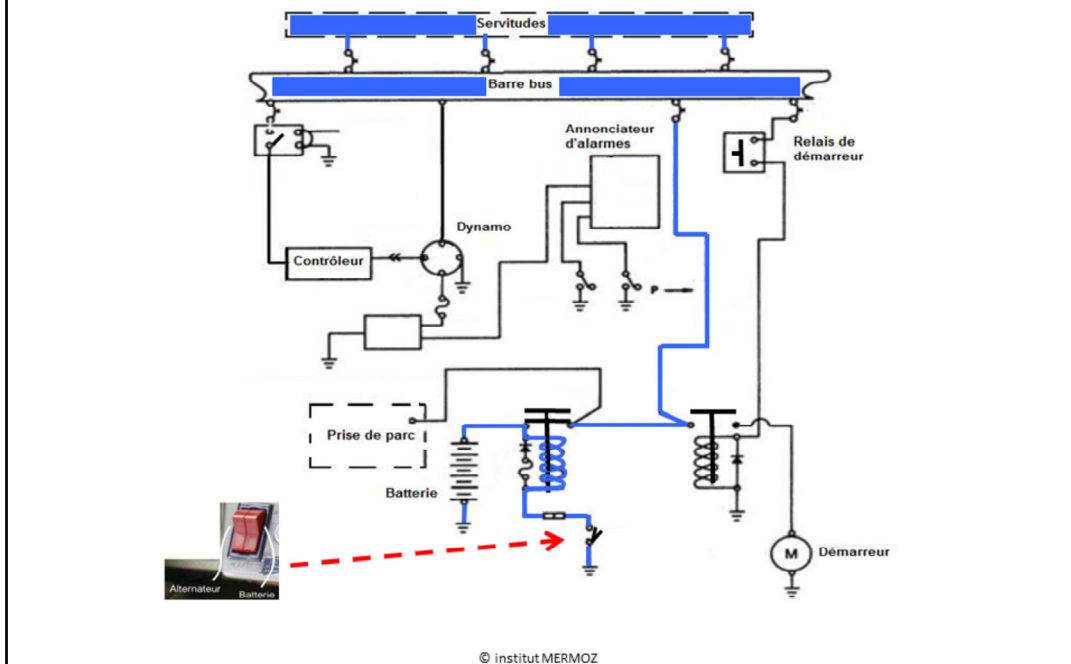 Servitudes
Barre bus
Annonciateur
d'alarmes
Relais de
démarreur
Dynamo
Contrôleur
P
Prise de parc
Batterie
M
Démarreur
Alternateur
Batterie
© institut MERMOZ